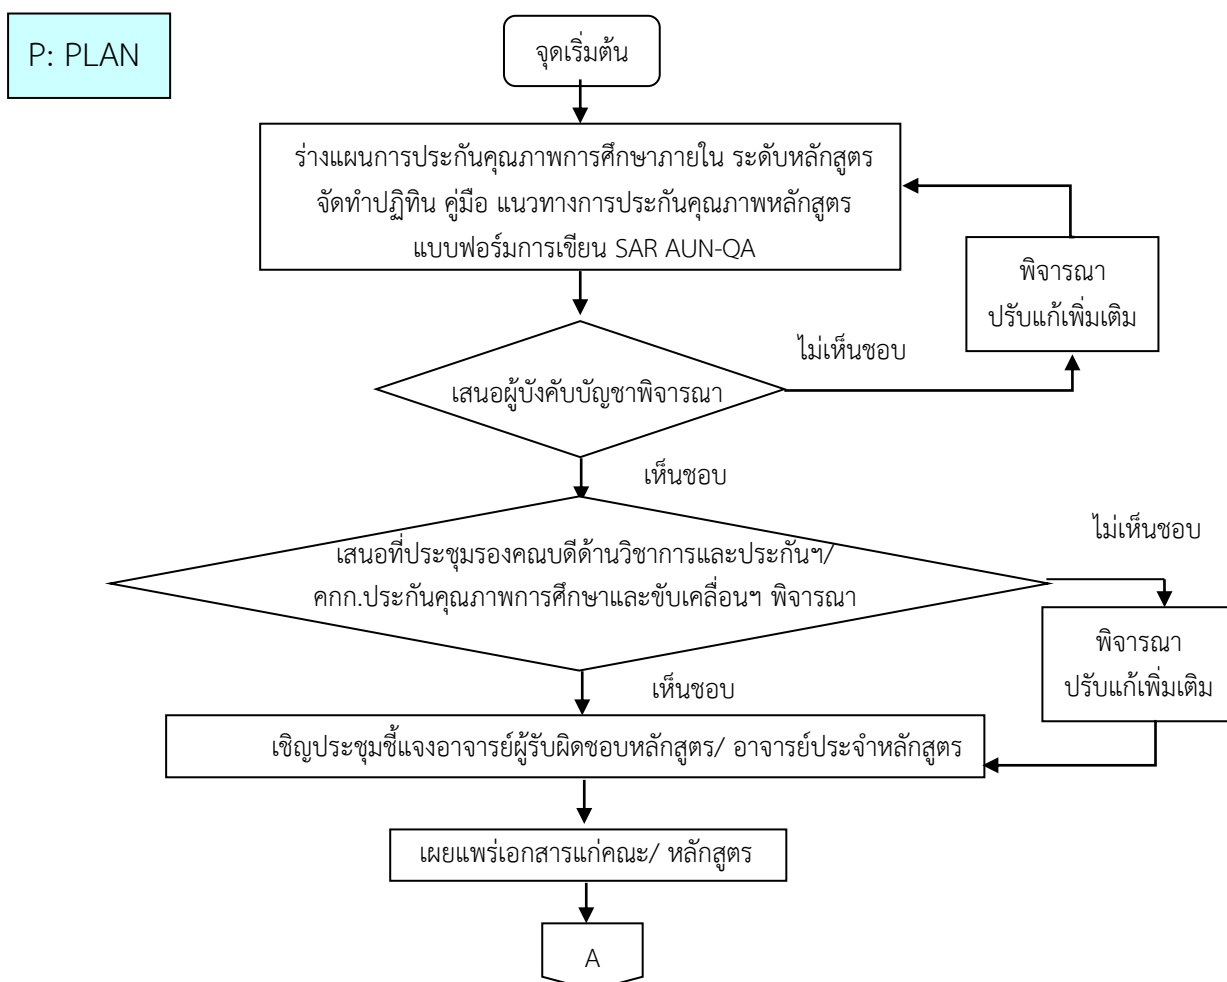 P: PLAN
จุดเริ่มต้น
ร่างแผนการประกันคุณภาพการศึกษาภายใน ระดับหลักสูตร
จัดทำปฏิทิน คู่มือ แนวทางการประกันคุณภาพหลักสูตร
แบบฟอร์มการเขียน SAR AUN-QA
พิจารณา
ปรับแก้เพิ่มเติม
ไม่เห็นชอบ
เสนอผู้บังคับบัญชาพิจารณา
เห็นชอบ
ไม่เห็นชอบ
เสนอที่ประชุมรองคณบดีด้านวิชาการและประกันฯ/
คกก.ประกันคุณภาพการศึกษาและขับเคลื่อนฯ พิจารณา
พิจารณา
ปรับแก้เพิ่มเติม
เห็นชอบ
เชิญประชุมชี้แจงอาจารย์ผู้รับผิดชอบหลักสูตร/ อาจารย์ประจำหลักสูตร
เผยแพร่เอกสารแก่คณะ/ หลักสูตร
A